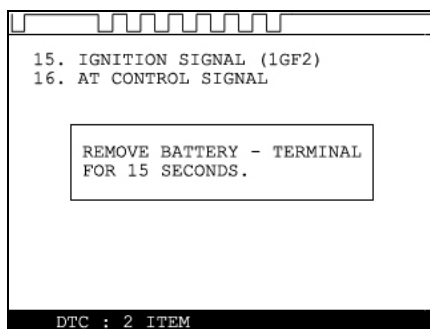 15. IGNITION SIGNAL (1GF2)
16. AT CONTROL SIGNAL
REMOVE BATTERY - TERMINAL
FOR 15 SECONDS.
DTC : 2 ITEM